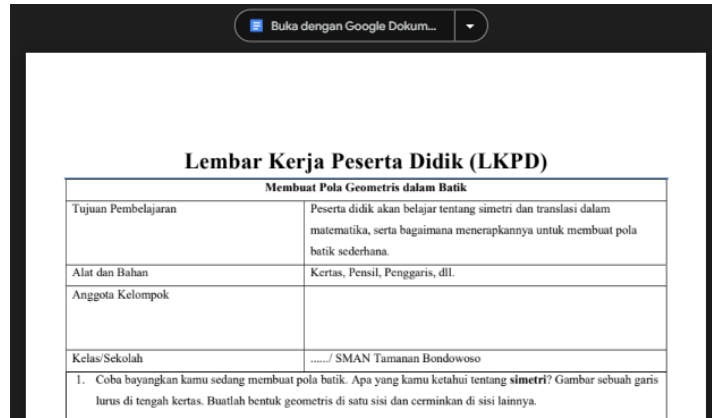 Buka dengan Google Dokum...
Lembar Kerja Peserta Didik (LKPD)
Membuat Pola Geometris dalam Batik
Tujuan Pembelajaran
Peserta didik akan belajar tentang simetri dan translasi dalam
matematika, serta bagaimana menerapkannya untuk membuat pola
batik sederhana.
Alat dan Bahan
Kertas, Pensil, Penggaris, dll.
Anggota Kelompok
Kelas/Sekolah
....../ SMAN Tamanan Bondowoso
1. Coba bayangkan kamu sedang membuat pola batik. Apa yang kamu ketahui tentang simetri? Gambar sebuah garis
lurus di tengah kertas. Buatlah bentuk geometris di satu sisi dan cerminkan di sisi lainnya.